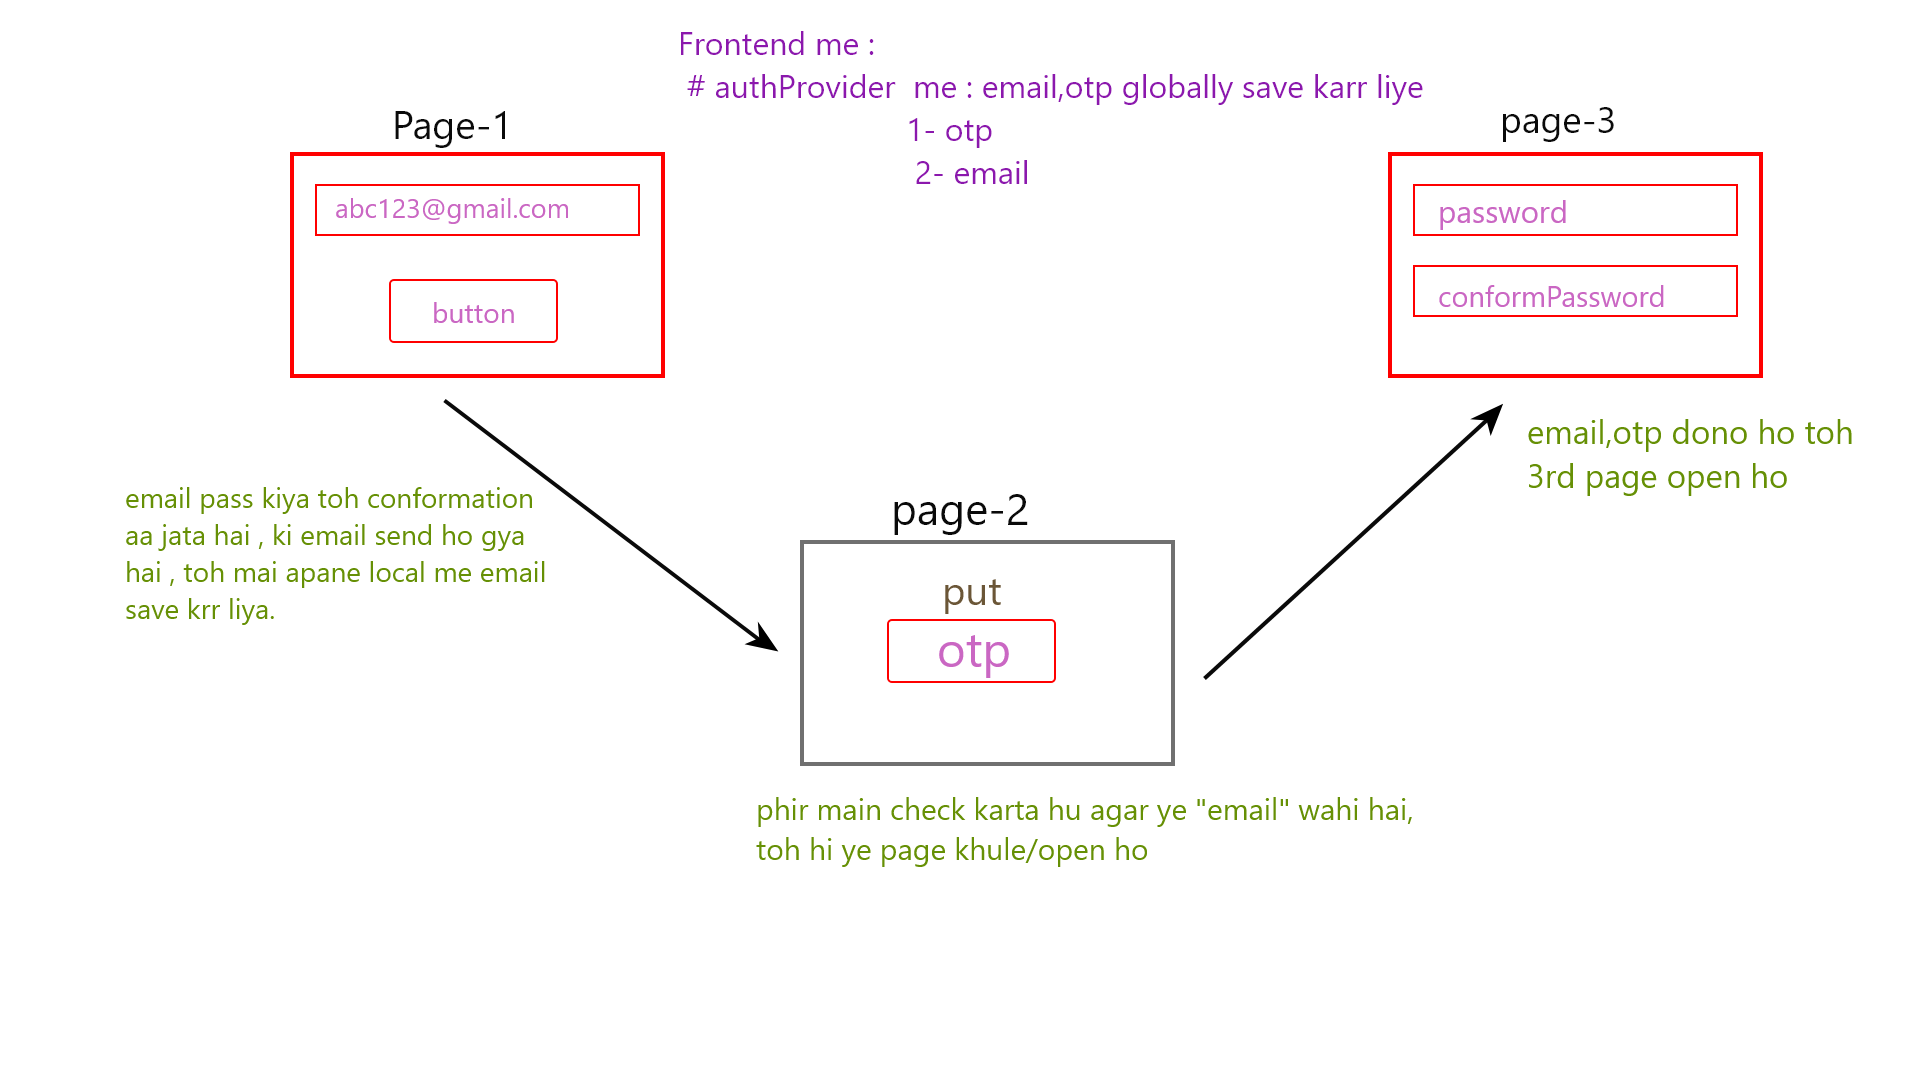 Frontend me :
# authProvider  me : email,otp globally save karr liye
1- otp
2- email
Page-1
abc123@gmail.com
button
email pass kiya toh conformation
aa jata hai , ki email send ho gya
hai , toh mai apane local me email
save krr liya.
page-2
put
otp
phir main check karta hu agar ye "email" wahi hai,
toh hi ye page khule/open ho
page-3
password
conformPassword
email,otp dono ho toh
3rd page open ho